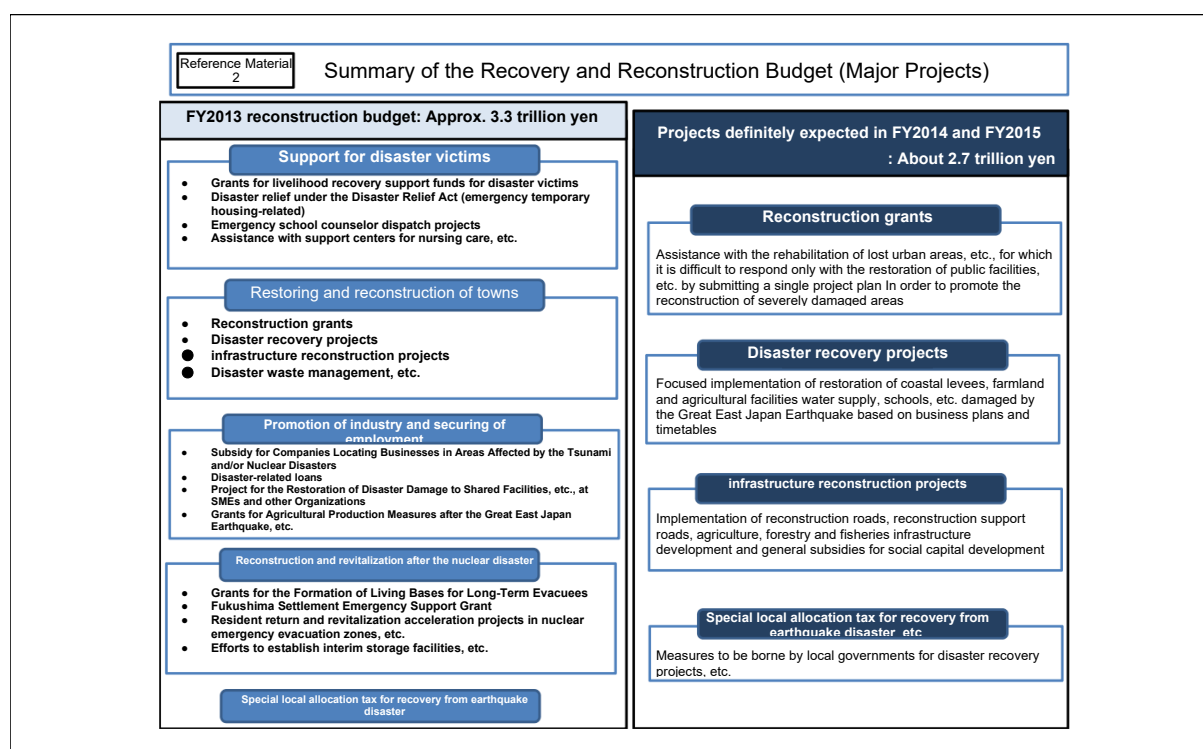 Reference Material
2
Summary of the Recovery and Reconstruction Budget (Major Projects)
FY2013 reconstruction budget: Approx. 3.3 trillion yen
Support for disaster victims
● Grants for livelihood recovery support funds for disaster victims
● Disaster relief under the Disaster Relief Act (emergency temporary
housing-related)
● Emergency school counselor dispatch projects
● Assistance with support centers for nursing care, etc.
Restoring and reconstruction of towns
● Reconstruction grants
● Disaster recovery projects
● infrastructure reconstruction projects
● Disaster waste management, etc.
Promotion of industry and securing of
employment
● Subsidy for Companies Locating Businesses in Areas Affected by the Tsunami
and/or Nuclear Disasters
● Disaster-related loans
● Project for the Restoration of Disaster Damage to Shared Facilities, etc., at
SMEs and other Organizations
● Grants for Agricultural Production Measures after the Great East Japan
Earthquake, etc.
Reconstruction and revitalization after the nuclear disaster
● Grants for the Formation of Living Bases for Long-Term Evacuees
● Fukushima Settlement Emergency Support Grant
● Resident return and revitalization acceleration projects in nuclear
emergency evacuation zones, etc.
● Efforts to establish interim storage facilities, etc.
Special local allocation tax for recovery from earthquake
disaster
Projects definitely expected in FY2014 and FY2015
: About 2.7 trillion yen
Reconstruction grants
Assistance with the rehabilitation of lost urban areas, etc., for which
it is difficult to respond only with the restoration of public facilities,
etc. by submitting a single project plan In order to promote the
reconstruction of severely damaged areas
Disaster recovery projects
Focused implementation of restoration of coastal levees, farmland
and agricultural facilities water supply, schools, etc. damaged by
the Great East Japan Earthquake based on business plans and
timetables
infrastructure reconstruction projects
Implementation of reconstruction roads, reconstruction support
roads, agriculture, forestry and fisheries infrastructure
development and general subsidies for social capital development
Special local allocation tax for recovery from
earthquake disaster, etc
Measures to be borne by local governments for disaster recovery
projects, etc.